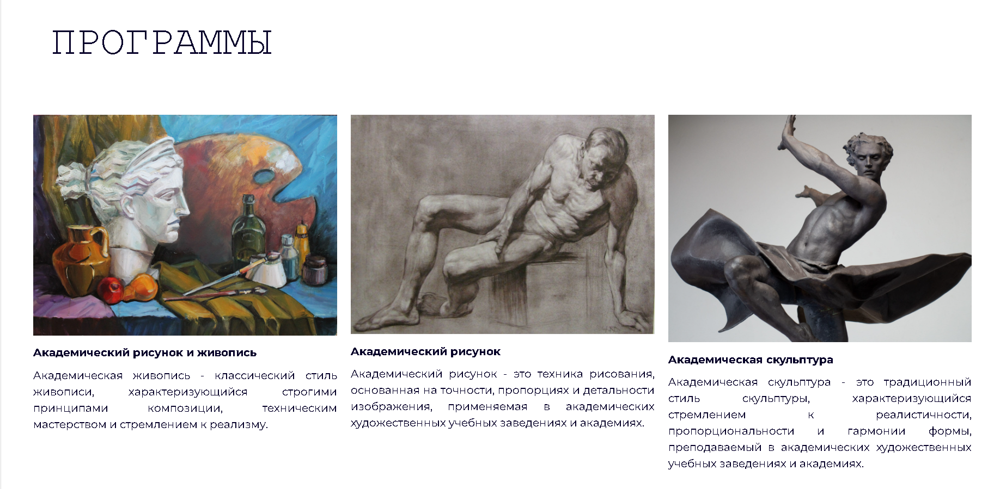 ПРОГРАММЫ
Академический рисунок и живопись
Академическая живопись - классический стиль
живописи, характеризующийся строгими
принципами композиции, техническим
мастерством и стремлением к реализму.
Академический рисунок
Академический рисунок - это техника рисования,
основанная на точности, пропорциях и детальности
изображения, применяемая в академических
художественных учебных заведениях и академиях.
Академическая скульптура
Академическая скульптура - это традиционный
стиль скульптуры, характеризующийся
стремлением к реалистичности,
пропорциональности и гармонии формы,
преподаваемый в академических художественных
учебных заведениях и академиях.